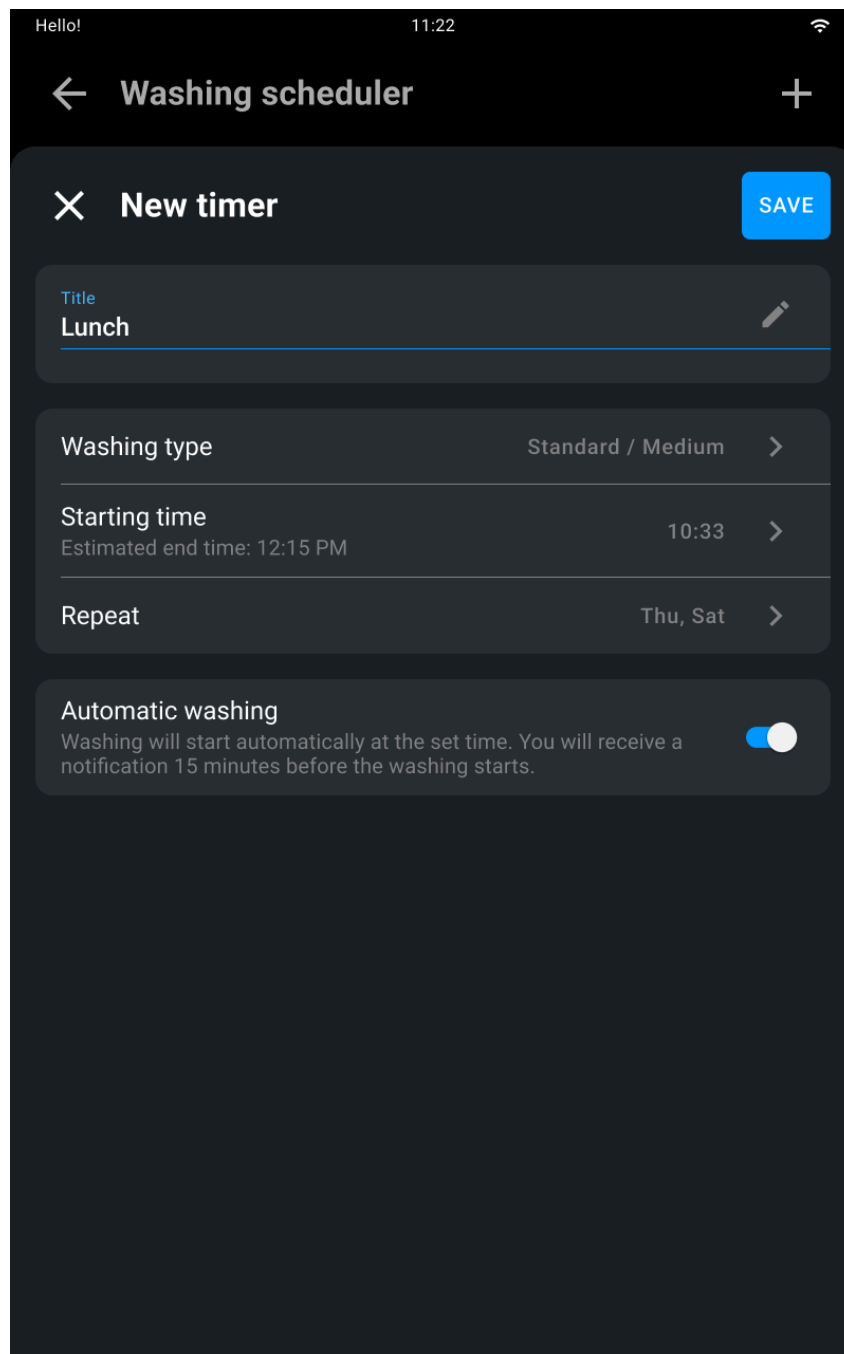 Hello!
11:22
Washing scheduler
New timer
SAVE
Title
Lunch
Washing type
Standard / Medium
Starting time
Estimated end time: 12:15 PM
10:33
Repeat
Thu, Sat
Automatic washing
Washing will start automatically at the set time. You will receive a
notification 15 minutes before the washing starts.